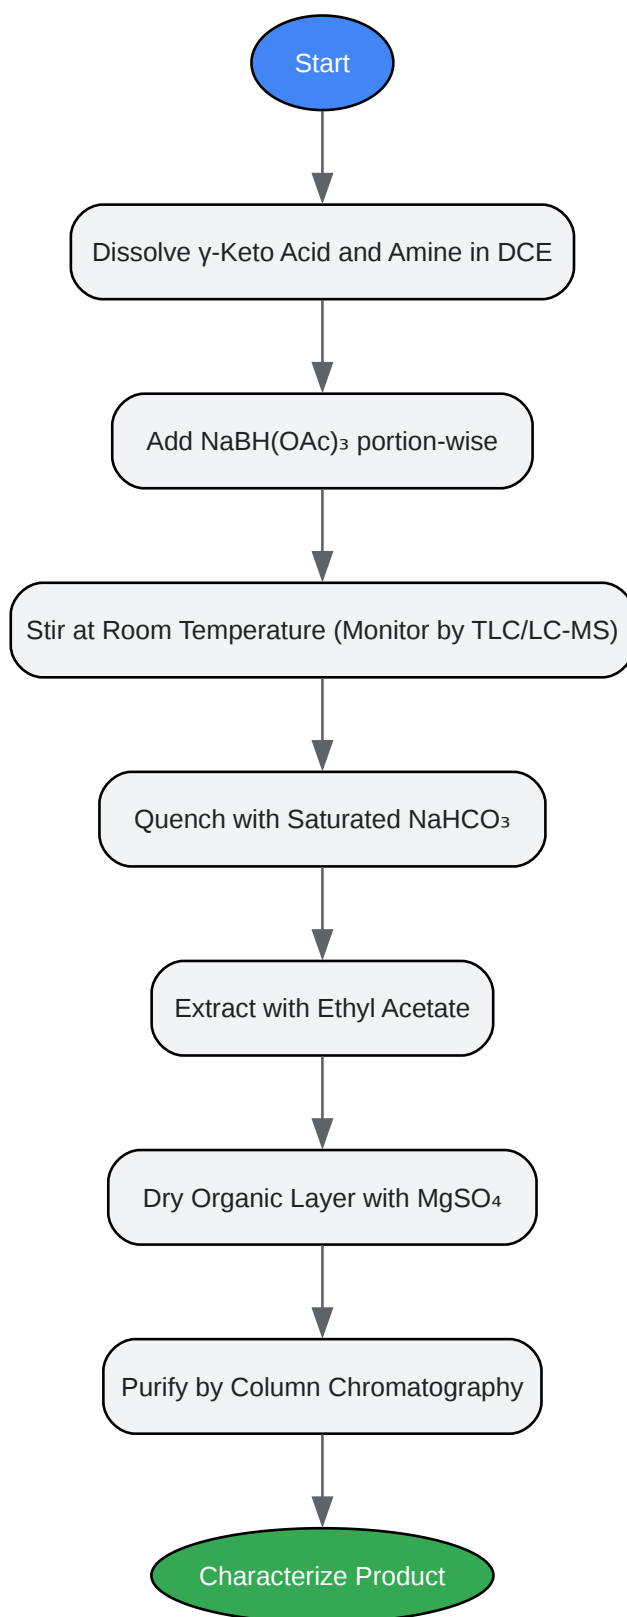 Start
Dissolve γ-Keto Acid and Amine in DCE
Add NaBH(OAc)₃ portion-wise
Stir at Room Temperature (Monitor by TLC/LC-MS)
Quench with Saturated NaHCO₃
Extract with Ethyl Acetate
Dry Organic Layer with MgSO₄
Purify by Column Chromatography
Characterize Product